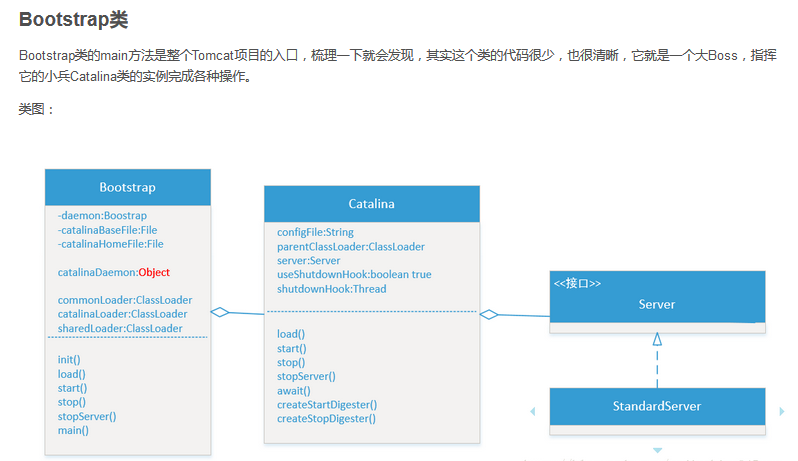 Bootstrap类
Bootstrap类的main方法是整个Tomcat项目的入口，梳理一下就会发现，其实这个类的代码很少，也很清晰，它就是一个大Boss，指挥
它的小兵Catalina类的实例完成各种操作。
类图：
Bootstrap
-daemon:Boostrap
-catalinaBaseFile:File
-catalinaHomeFile:File
catalinaDaemon:Object
commonLoader:ClassLoader
catalinaLoader:ClassLoader
sharedLoader:ClassLoader
init()
load()
start()
stop()
stopServer()
main()
Catalina
configFile:String
parentClassLoader:ClassLoader
server:Server
useShutdownHook:boolean true
shutdownHook:Thread
load()
start()
stop()
stopServer()
await()
createStartDigester()
createStopDigester()
<<接口>>
Server
StandardServer